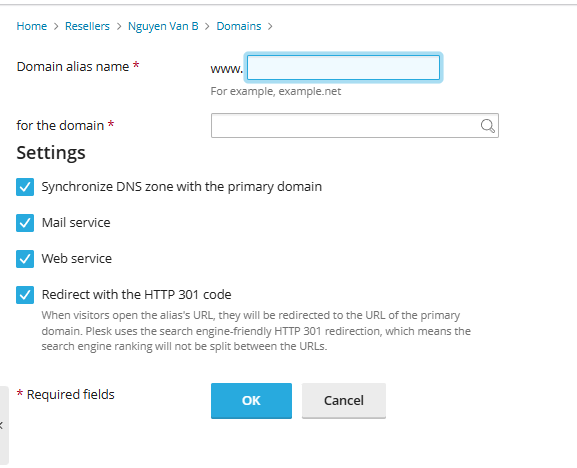 Home > Resellers > Nguyen Van B > Domains >
Domain alias name * www.
For example, example.net
for the domain *
Settings
Synchronize DNS zone with the primary domain
Mail service
Web service
Redirect with the HTTP 301 code
When visitors open the alias's URL, they will be redirected to the URL of the primary
domain. Plesk uses the search engine-friendly HTTP 301 redirection, which means the
search engine ranking will not be split between the URLs.
* Required fields OK Cancel